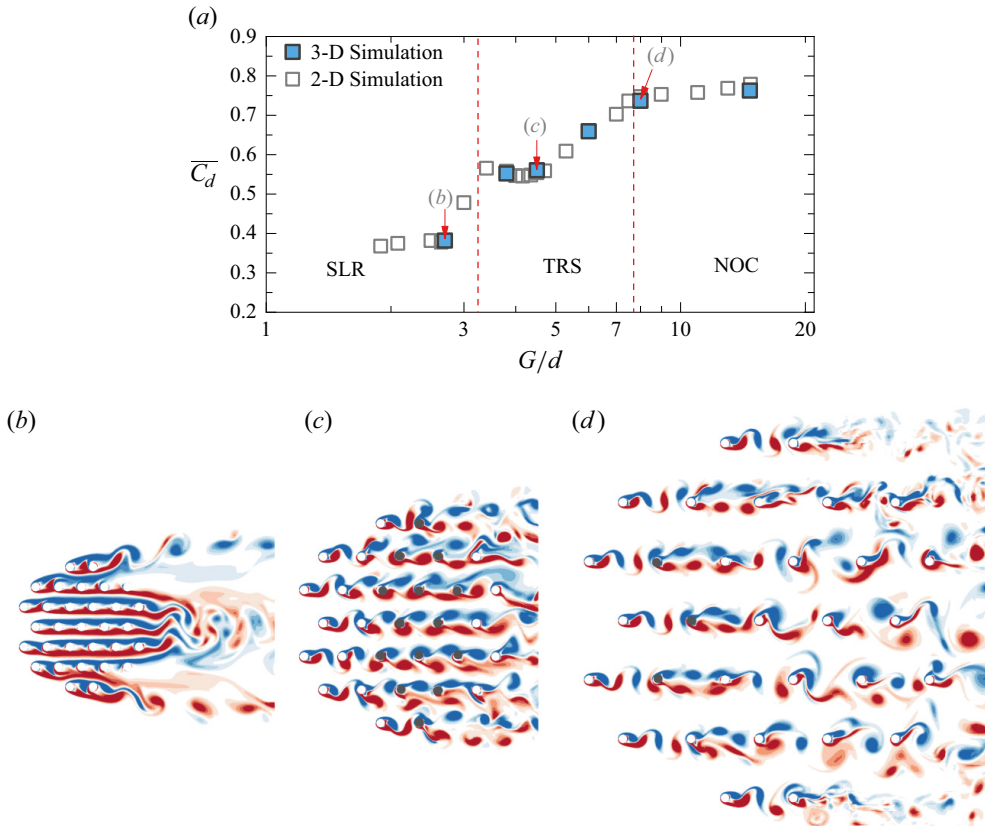 (a)
0.9
0.8
0.7
0.6
0.5
0.4
0.3
0.2
C_d
3-D Simulation
2-D Simulation
(d)
(c)
(b)
SLR
TRS
NOC
1
3
5
7
10
20
G/d
(b)
(c)
(d)